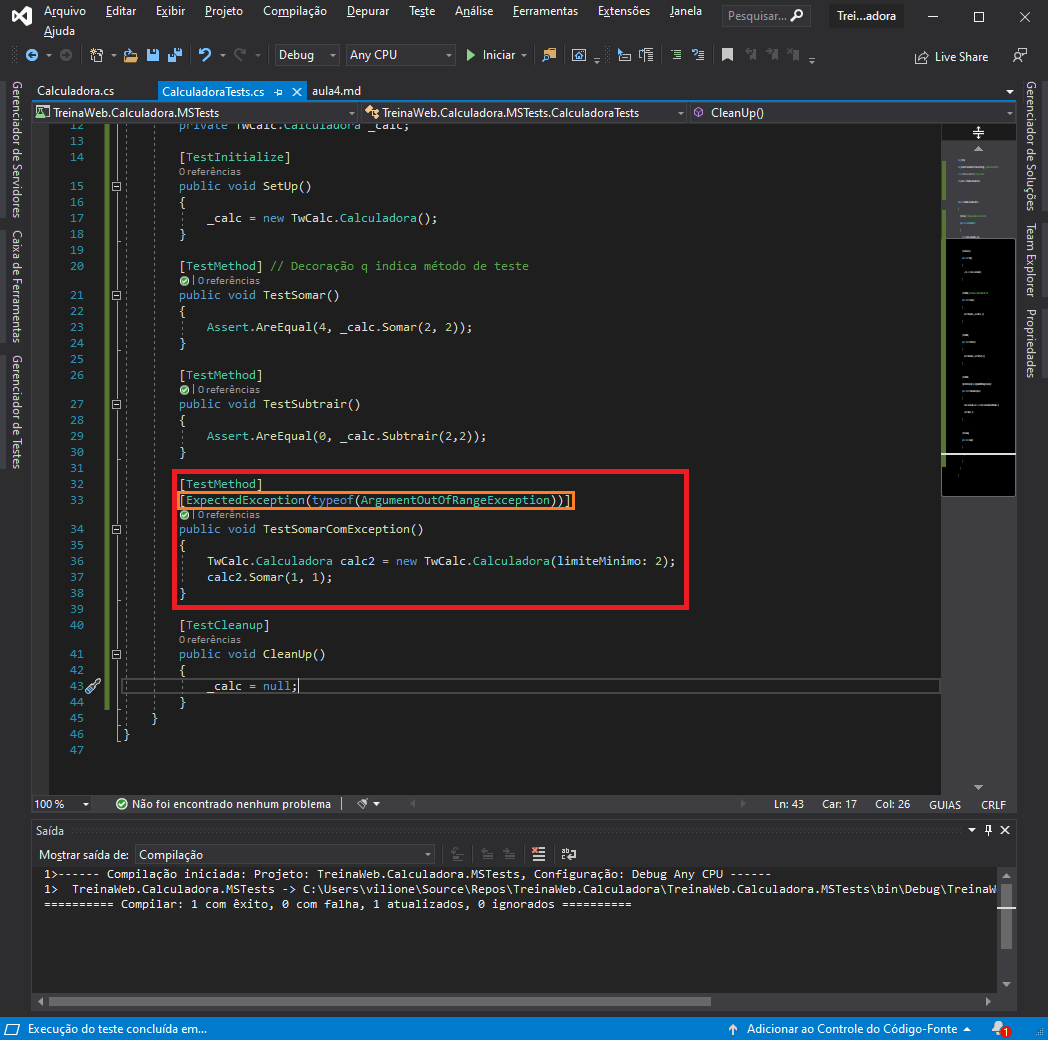 Arquivo Editar Exibir Projeto Compilação Depurar Teste Análise Ferramentas Extensões Janela Pesquisar... Trei...adora
Ajuda
Debug Any CPU Iniciar Live Share
Calculadora.cs CalculadoraTests.cs aula4.md
TreinaWeb.Calculadora.MSTests TreinaWeb.Calculadora.MSTests.CalculadoraTests CleanUp()
Gerenciador de Servidores
Caixa de Ferramentas
Gerenciador de Testes
Gerenciador de Soluções
Team Explorer
Propriedades
12 private TwCalc.Calculadora _calc;
13
14 [TestInitialize]
0 referências
15 public void SetUp()
16 {
17 _calc = new TwCalc.Calculadora();
18 }
19
20 [TestMethod] // Decoração q indica método de teste
| 0 referências
21 public void TestSomar()
22 {
23 Assert.AreEqual(4, _calc.Somar(2, 2));
24 }
25
26 [TestMethod]
| 0 referências
27 public void TestSubtrair()
28 {
29 Assert.AreEqual(0, _calc.Subtrair(2,2));
30 }
31
32 [TestMethod]
33 [ExpectedException(typeof(ArgumentOutOfRangeException))]
| 0 referências
34 public void TestSomarComException()
35 {
36 TwCalc.Calculadora calc2 = new TwCalc.Calculadora(limiteMinimo: 2);
37 calc2.Somar(1, 1);
38 }
39
40 [TestCleanup]
0 referências
41 public void CleanUp()
42 {
43 _calc = null;
44 }
45 }
46 }
47
100 % Não foi encontrado nenhum problema Ln: 43 Car: 17 Col: 26 GUIAS CRLF
Saída
Mostrar saída de: Compilação
1>------ Compilação iniciada: Projeto: TreinaWeb.Calculadora.MSTests, Configuração: Debug Any CPU ------
1> TreinaWeb.Calculadora.MSTests -> C:\Users\vilione\Source\Repos\TreinaWeb.Calculadora\TreinaWeb.Calculadora.MSTests\bin\Debug\TreinaW
========== Compilar: 1 com êxito, 0 com falha, 1 atualizados, 0 ignorados ==========
Execução do teste concluída em... Adicionar ao Controle do Código-Fonte 1